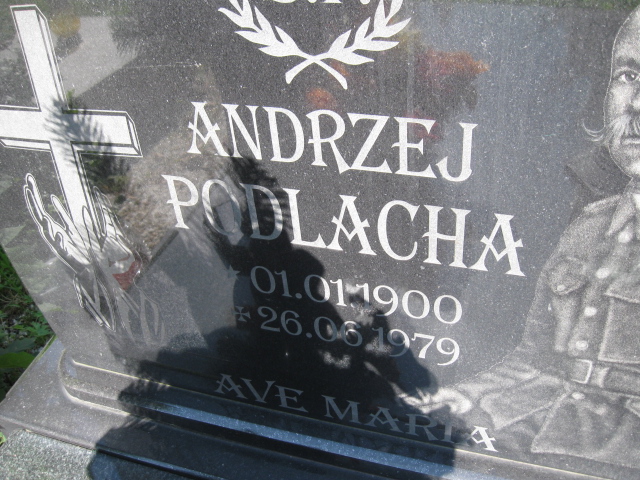 ANDRZEJ
PODLACHA
* 01.01.1900
+ 26.06.1979
AVE MARIA